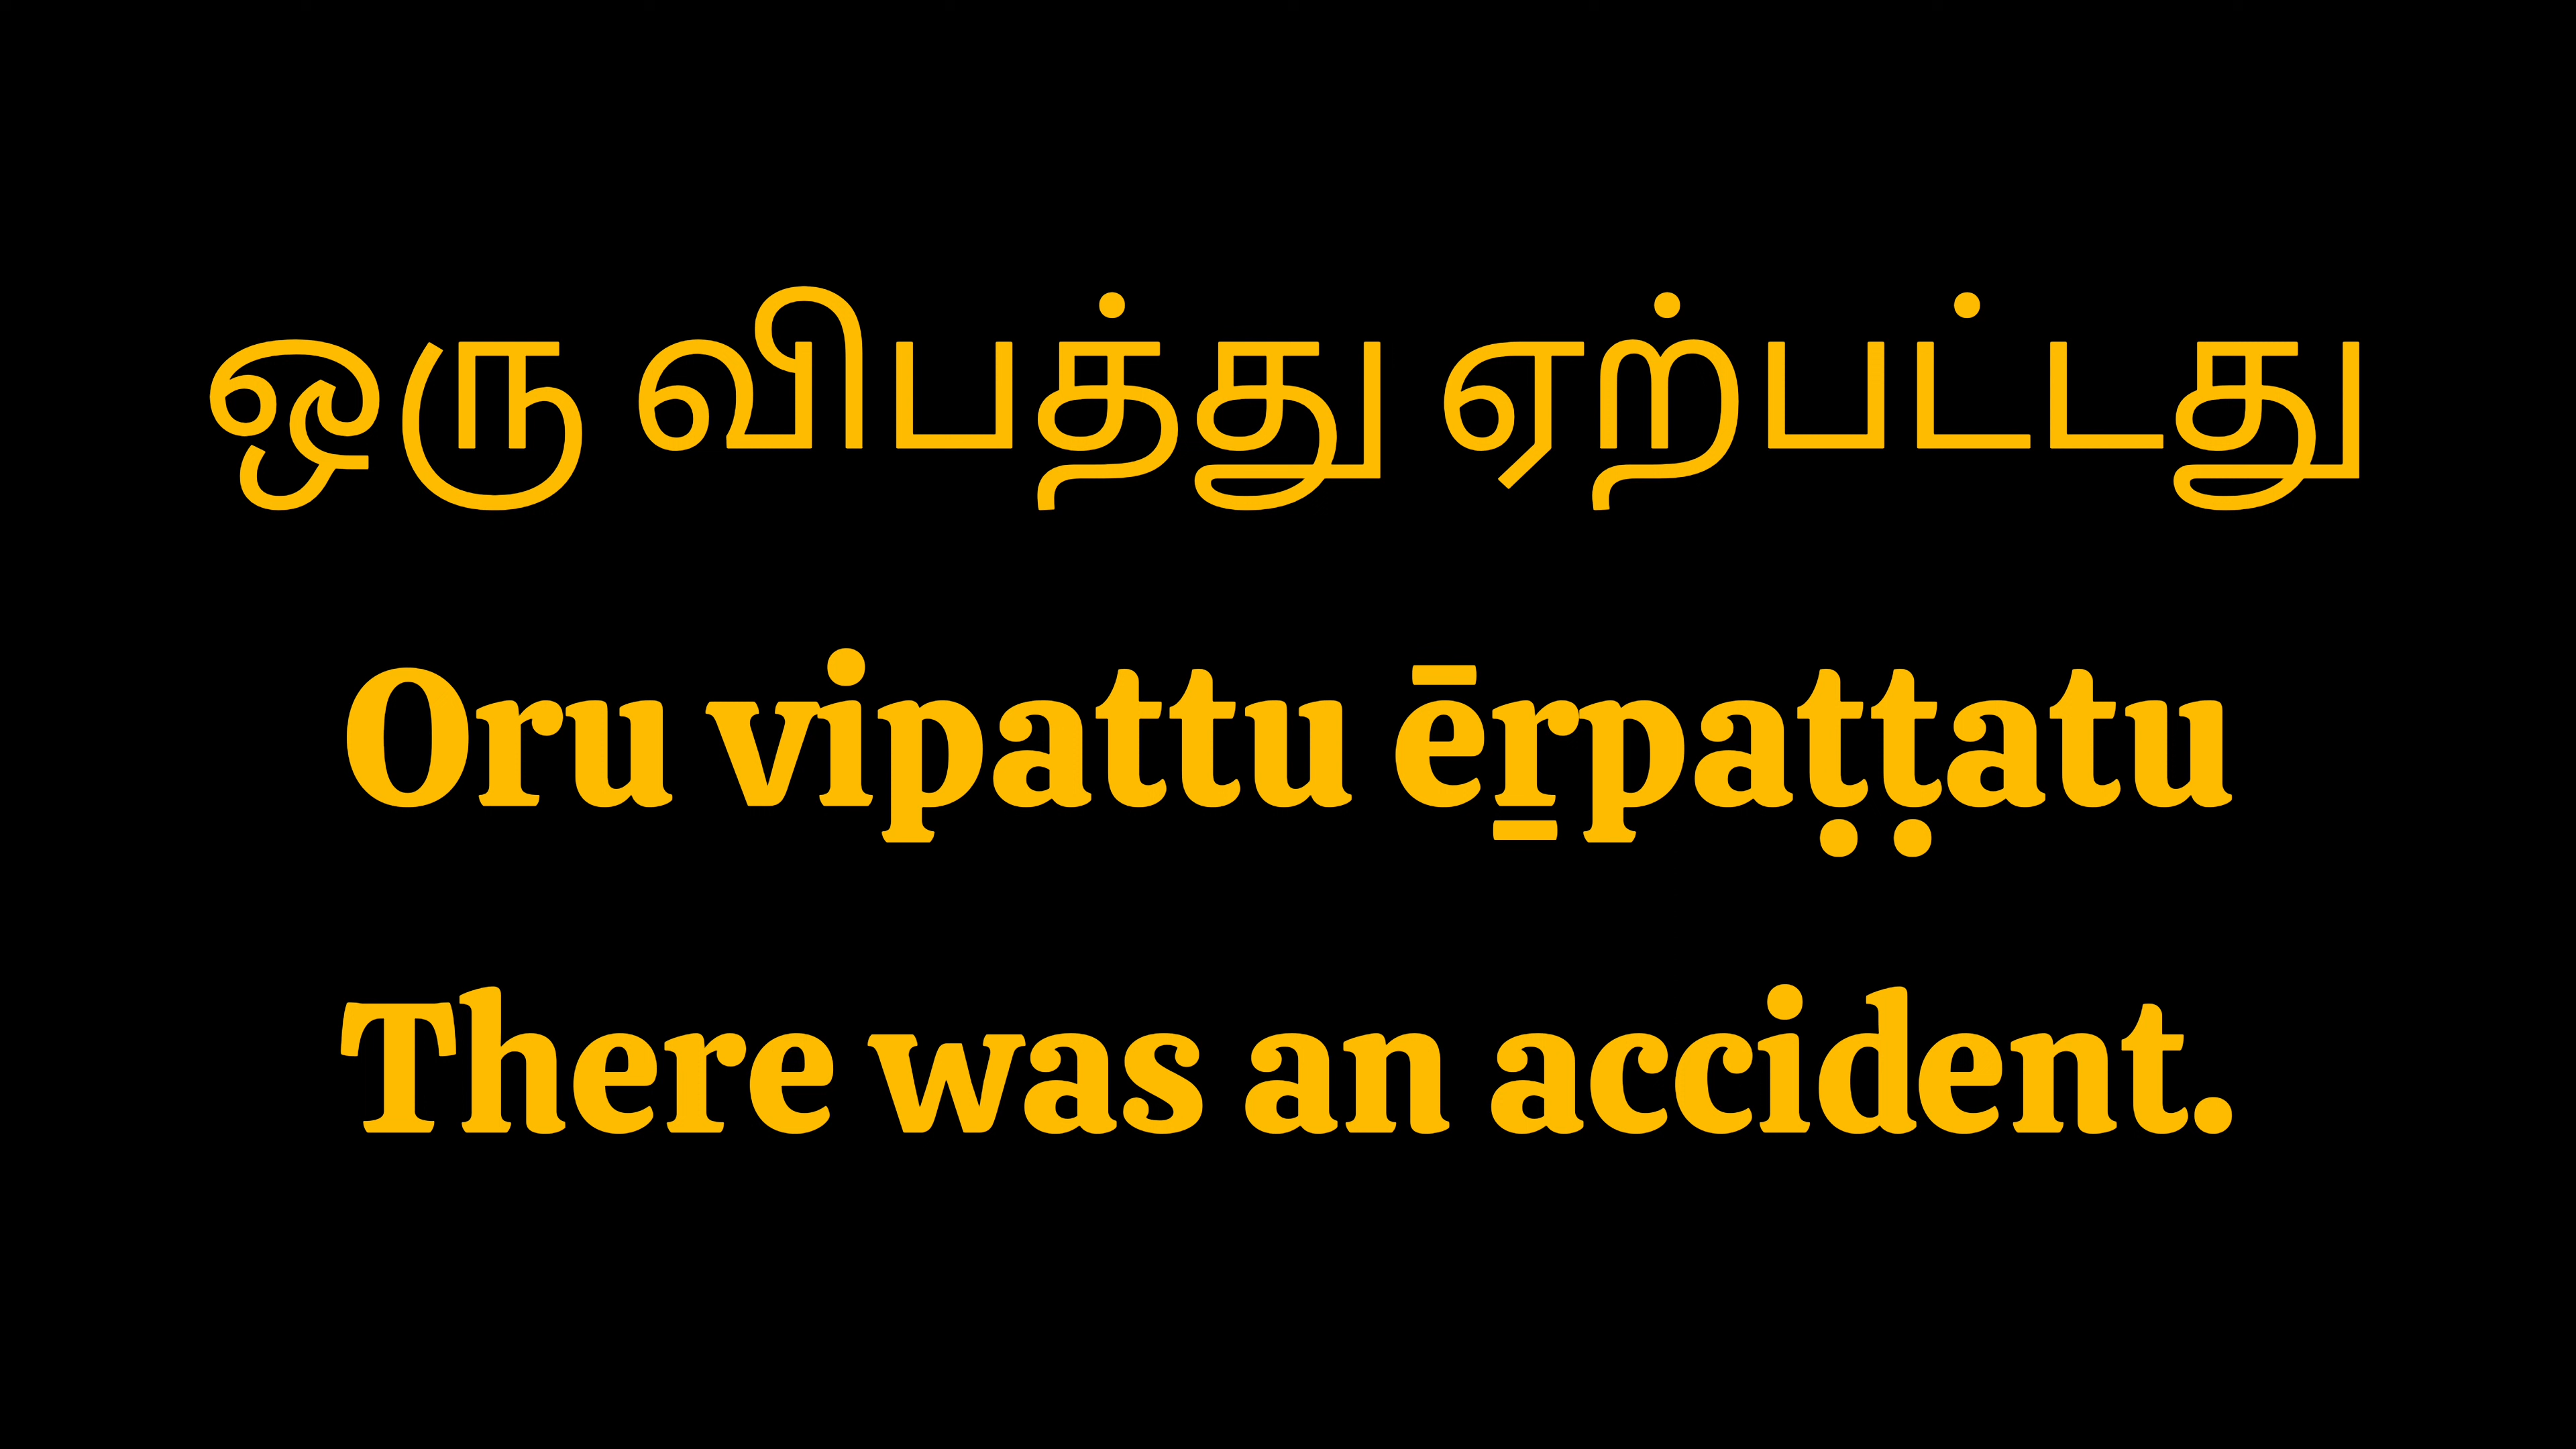 ஒரு விபத்து ஏற்பட்டது
Oru vipattu ēṟpaṭṭatu
There was an accident.